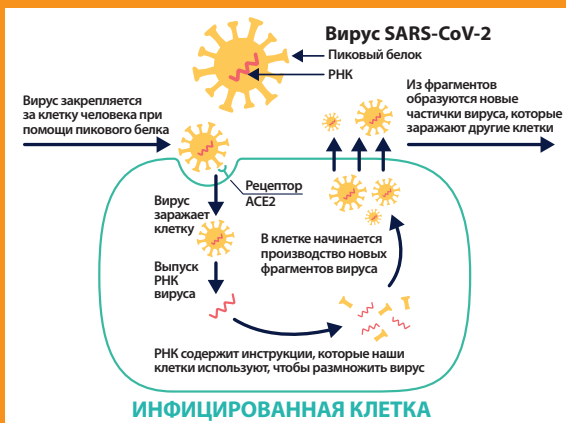 Вирус SARS-CoV-2
Пиковый белок
РНК
Вирус закрепляется
за клетку человека при
помощи пикового белка
Из фрагментов
образуются новые
частички вируса, которые
заражают другие клетки
Рецептор
ACE2
Вирус
заражает
клетку
В клетке начинается
производство новых
фрагментов вируса
Выпуск
РНК
вируса
РНК содержит инструкции, которые наши
клетки используют, чтобы размножить вирус
ИНФИЦИРОВАННАЯ КЛЕТКА